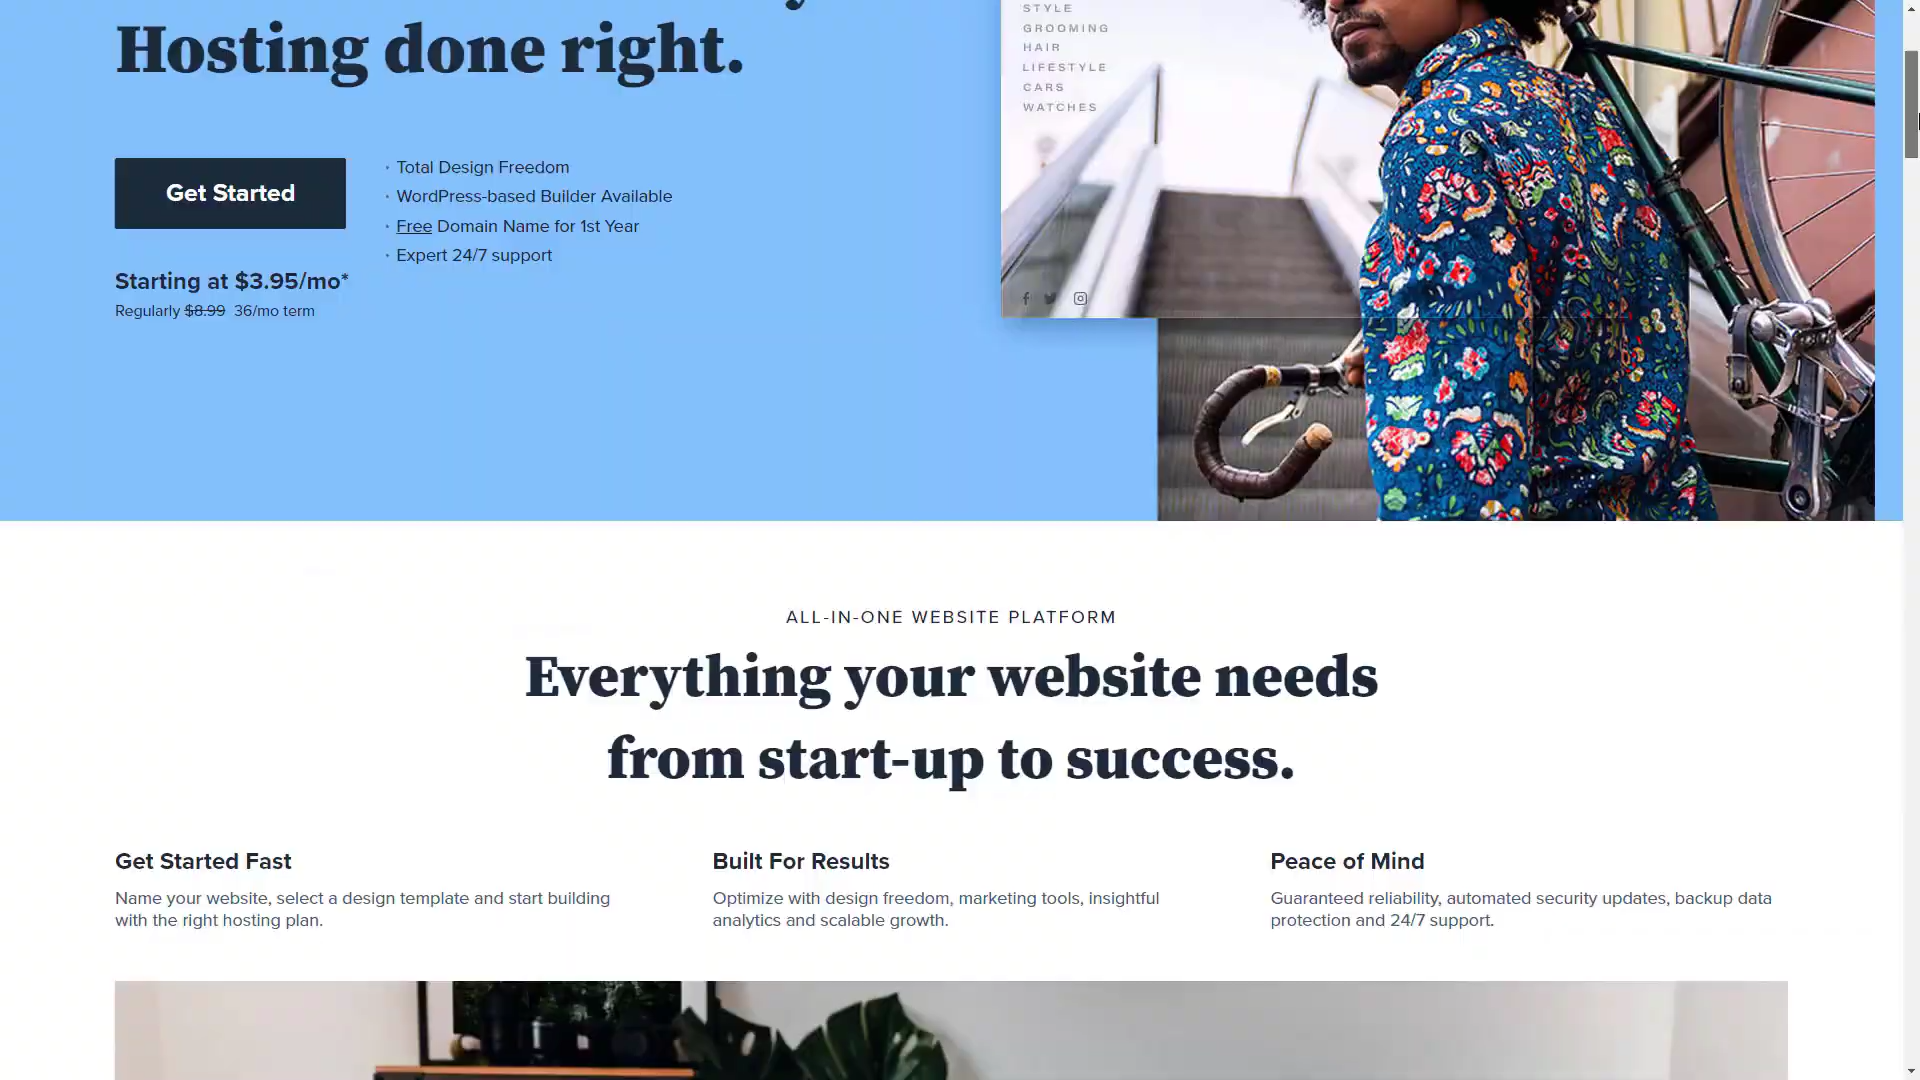 Hosting done right.
Get Started
· Total Design Freedom
· WordPress-based Builder Available
· Free Domain Name for 1st Year
· Expert 24/7 support
Starting at $3.95/mo*
Regularly $8.99 36/mo term
STYLE
GROOMING
HAIR
LIFESTYLE
CARS
WATCHES
ALL-IN-ONE WEBSITE PLATFORM
Everything your website needs
from start-up to success.
Get Started Fast
Name your website, select a design template and start building
with the right hosting plan.
Built For Results
Optimize with design freedom, marketing tools, insightful
analytics and scalable growth.
Peace of Mind
Guaranteed reliability, automated security updates, backup data
protection and 24/7 support.